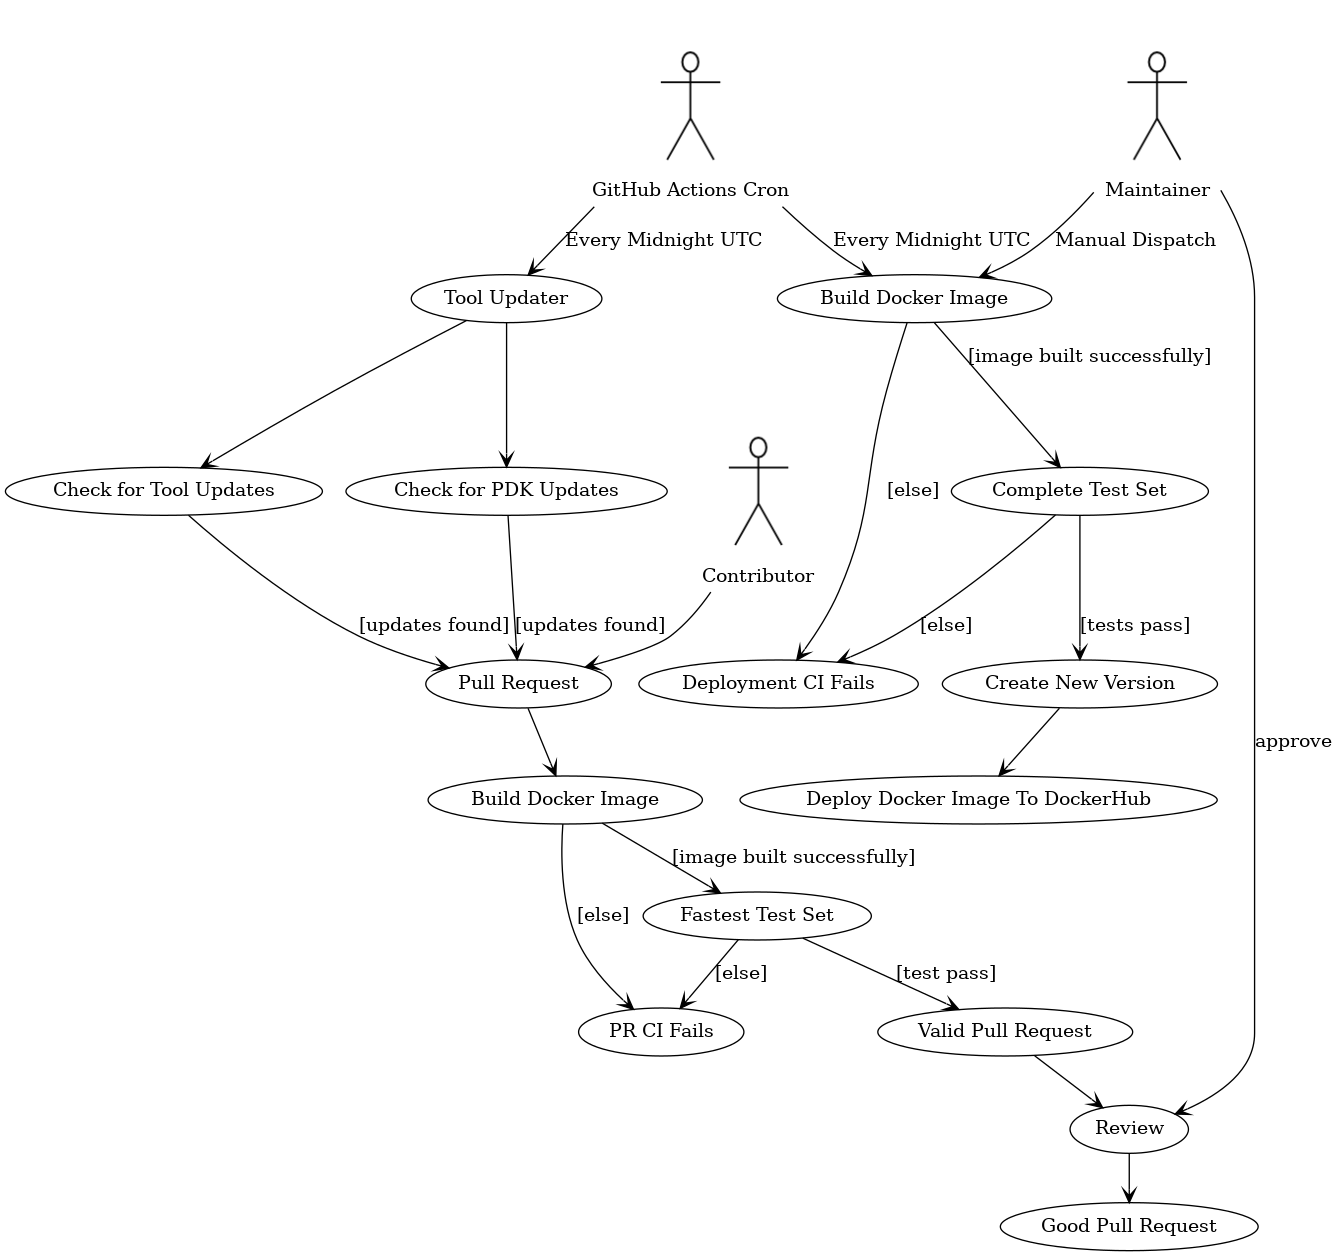 GitHub Actions Cron
Maintainer
Every Midnight UTC
Every Midnight UTC
Manual Dispatch
Tool Updater
Build Docker Image
[image built successfully]
Check for Tool Updates
Check for PDK Updates
[else]
Complete Test Set
Contributor
[updates found]
[updates found]
[else]
[tests pass]
Pull Request
Deployment CI Fails
Create New Version
approve
Build Docker Image
Deploy Docker Image To DockerHub
[image built successfully]
[else]
Fastest Test Set
[else]
[test pass]
PR CI Fails
Valid Pull Request
Review
Good Pull Request